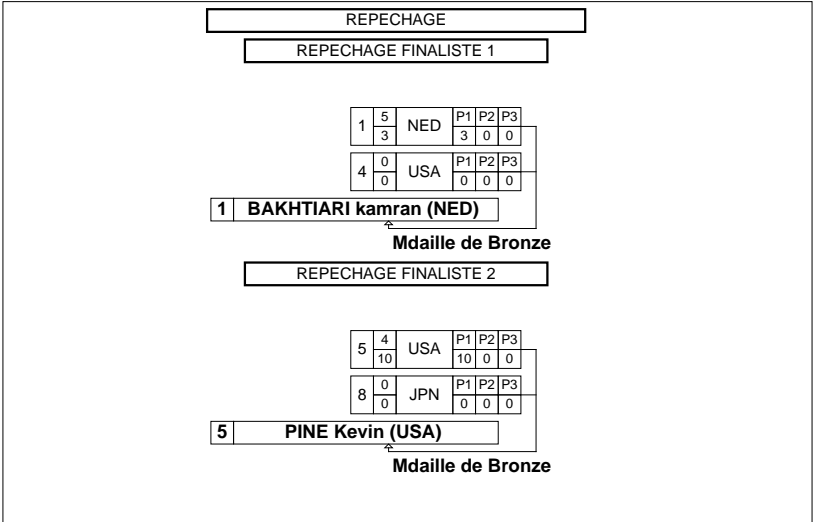 REPECHAGE
REPECHAGE FINALISTE 1
1 5 3 NED P1 P2 P3 3 0 0
4 0 0 USA P1 P2 P3 0 0 0
1 BAKHTIARI kamran (NED)
Mdaille de Bronze
REPECHAGE FINALISTE 2
5 4 10 USA P1 P2 P3 10 0 0
8 0 0 JPN P1 P2 P3 0 0 0
5 PINE Kevin (USA)
Mdaille de Bronze